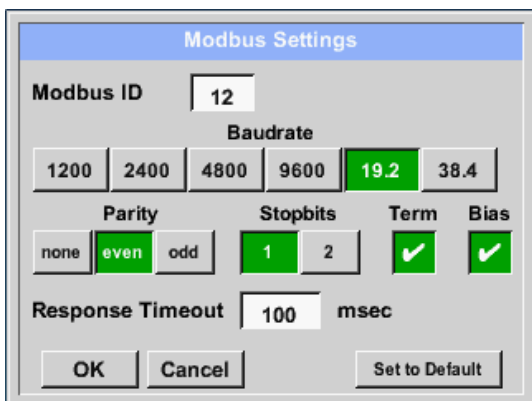 Modbus Settings
Modbus ID 12
Baudrate
1200 2400 4800 9600 19.2 38.4
Parity Stopbits Term Bias
none even odd 1 2 ✔ ✔
Response Timeout 100 msec
OK Cancel Set to Default